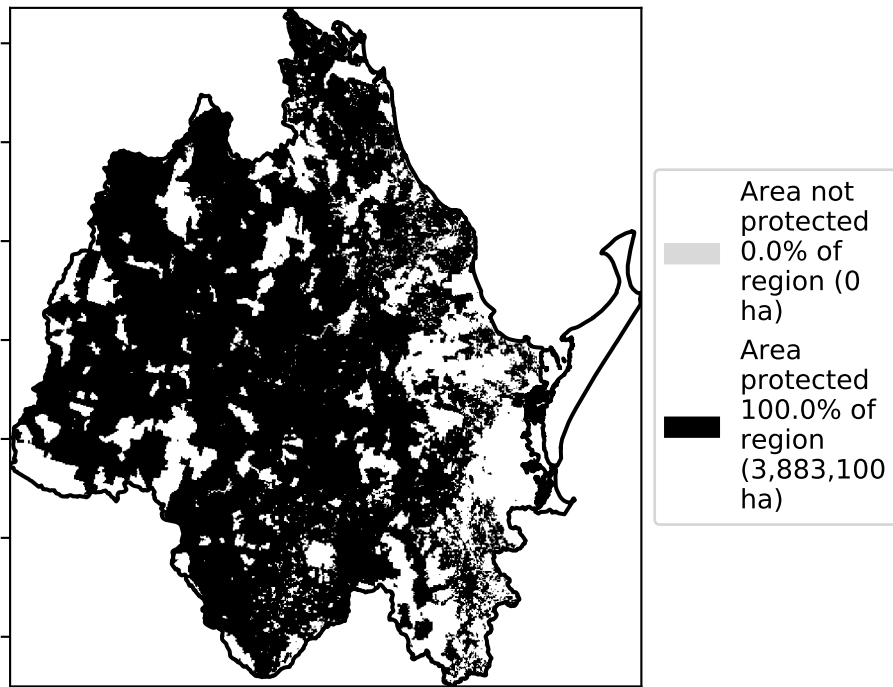 Area not
protected
0.0% of
region (0
ha)
Area
protected
100.0% of
region
(3,883,100
ha)